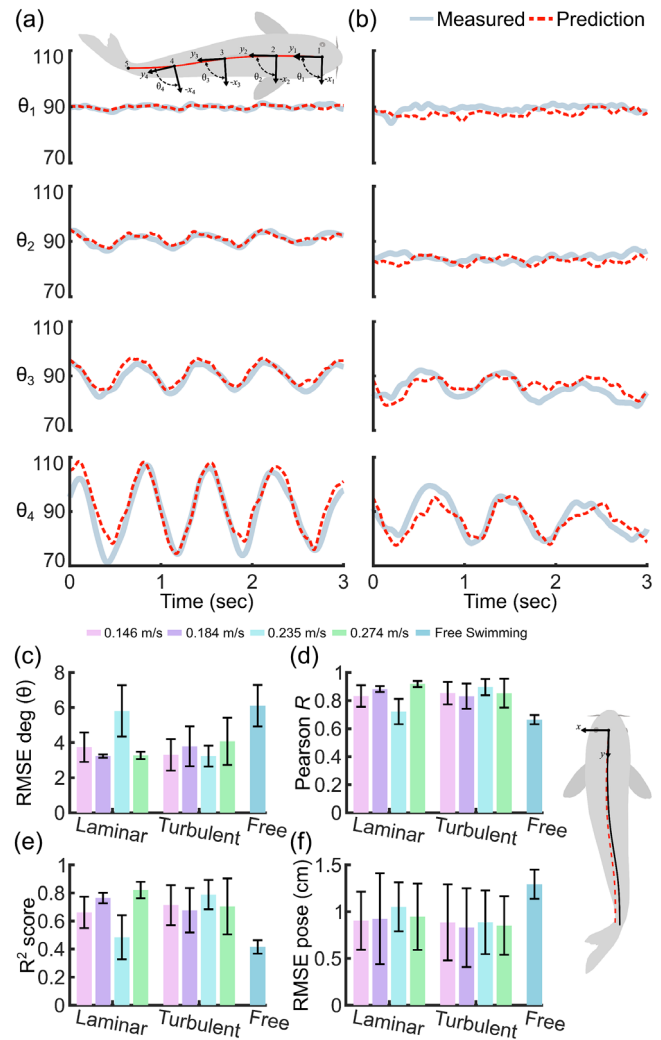 (a)
(b)
Measured
Prediction
5
4
3
2
1
y4
y3
y2
y1
θ4
θ3
θ2
θ1
-x4
-x3
-x2
-x1
110
θ1 90
70
110
θ2 90
70
110
θ3 90
70
110
θ4 90
70
0 1 2 3
0 1 2 3
Time (sec)
Time (sec)
0.146 m/s 0.184 m/s 0.235 m/s 0.274 m/s Free Swimming
(c)
RMSE deg (θ)
8
6
4
2
0
Laminar Turbulent Free
(d)
Pearson R
1
0.8
0.6
0.4
0.2
0
Laminar Turbulent Free
x
y
(e)
R² score
1
0.8
0.6
0.4
0.2
0
Laminar Turbulent Free
(f)
RMSE pose (cm)
1.5
1
0.5
0
Laminar Turbulent Free